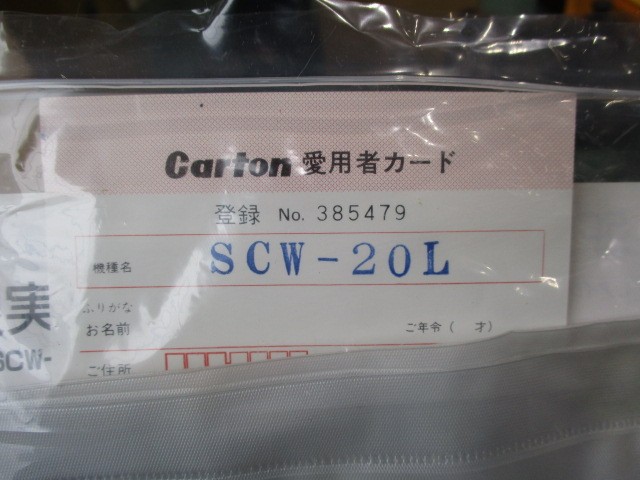 Carton 愛用者カード
登録 No. 385479
機種名 SCW-20L
ふりがな
お名前 ご年令( 才)
ご住所
実
SCW-